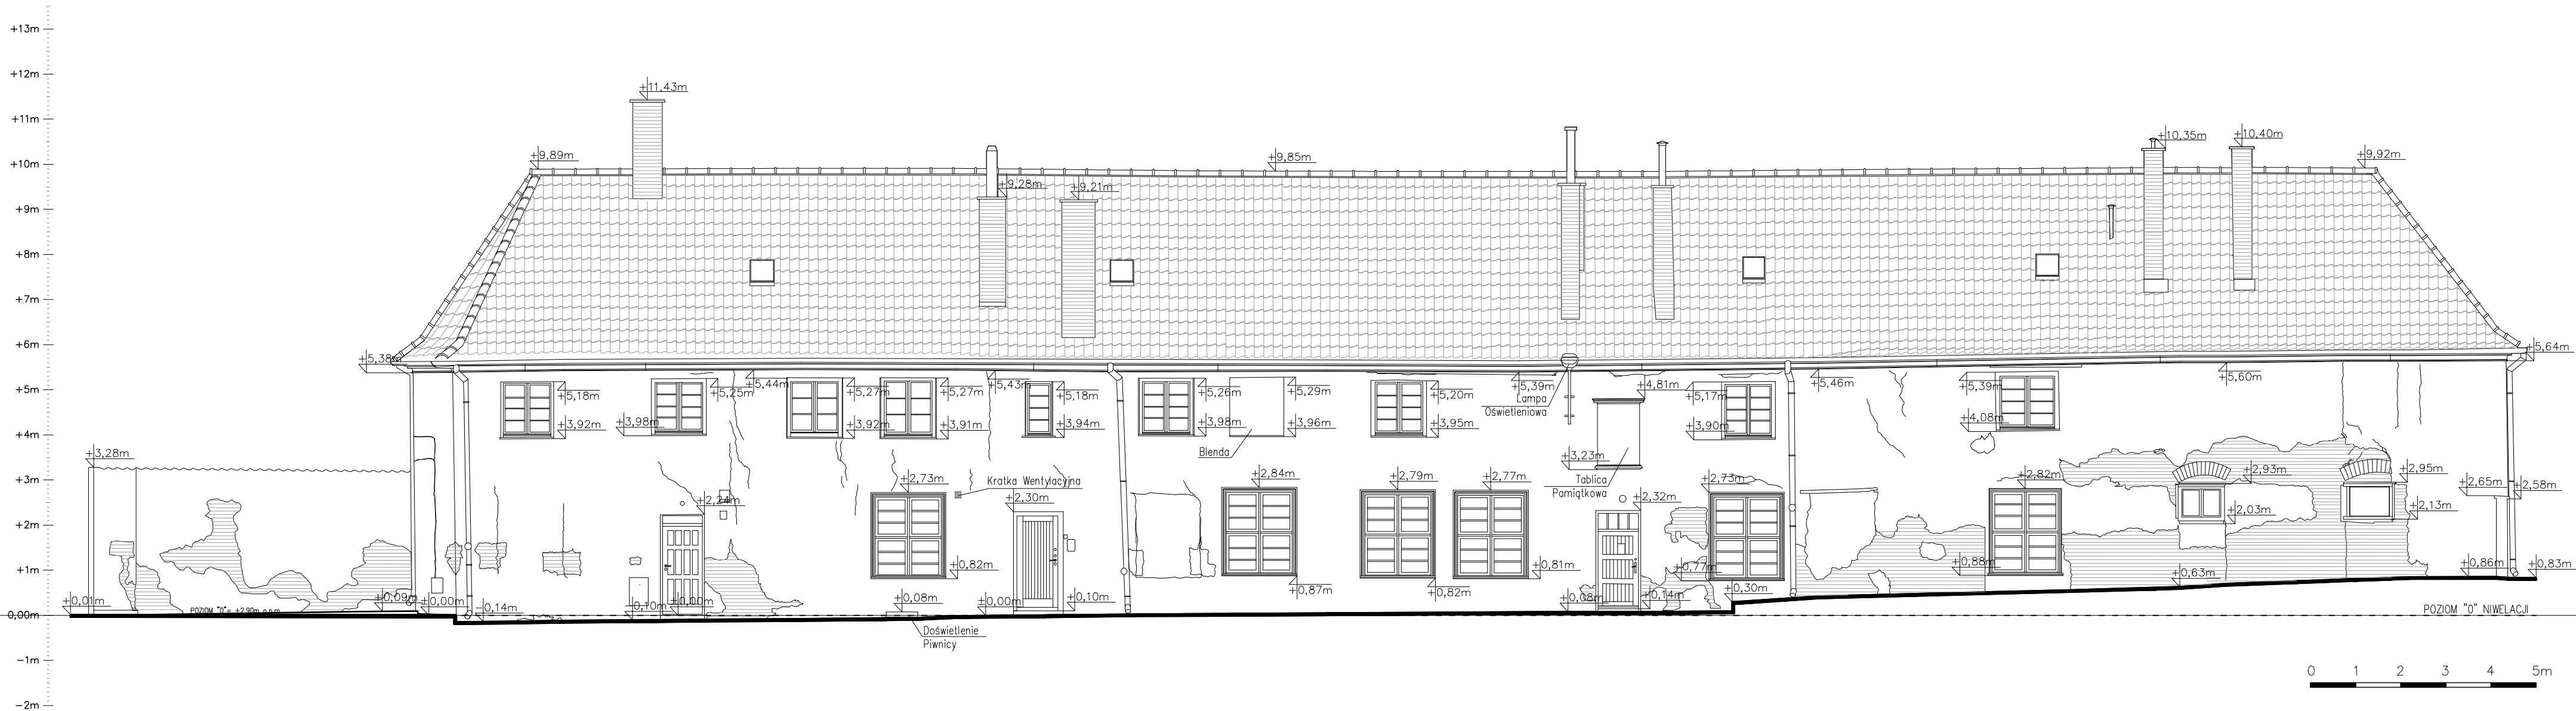 +13m
+12m
+11m
+10m
+9m
+8m
+7m
+6m
+5m
+4m
+3m
+2m
+1m
0,00m
-1m
-2m
+11,43m
+9,89m
+9,85m
+10,35m
+10,40m
+9,92m
+9,28m
+9,21m
+5,38m
+5,64m
+5,44m
+5,43m
+5,39m
+5,46m
+5,60m
+5,18m
+5,25m
+5,27m
+5,27m
+5,18m
+5,26m
+5,29m
+5,20m
+5,17m
+5,39m
+4,81m
Lampa
Oświetleniowa
+3,92m
+3,98m
+3,92m
+3,91m
+3,94m
+3,98m
+3,96m
+3,95m
+3,90m
+4,08m
Blenda
+3,28m
+3,23m
Tablica
Pamiątkowa
Kratka Wentylacyjna
+2,24m
+2,73m
+2,30m
+2,84m
+2,79m
+2,77m
+2,32m
+2,73m
+2,82m
+2,93m
+2,95m
+2,65m
+2,58m
+2,03m
+2,13m
+0,82m
+0,87m
+0,82m
+0,81m
+0,77m
+0,88m
+0,63m
+0,86m
+0,83m
+0,01m
POZIOM "0"= +2,90m n.p.m.
+0,09m
+0,00m
-0,14m
-0,10m
+0,00m
+0,08m
+0,00m
+0,10m
+0,08m
+0,14m
+0,30m
Doświetlenie
Piwnicy
POZIOM "0" NIWELACJI
0 1 2 3 4 5m